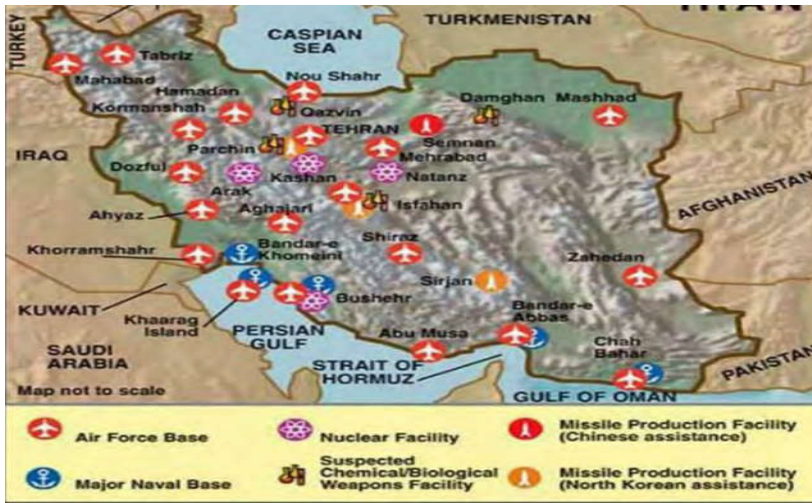 IRAN
TURKEY
CASPIAN
SEA
TURKMENISTAN
Tabriz
Mahabad
Nou Shahr
Hamadan
Kormanshah
Qazvin
Damghan
Mashhad
TEHRAN
Parchin
Semnan
Mehrabad
IRAQ
Dozful
Arak
Kashan
Natanz
AFGHANISTAN
Ahyaz
Aghajari
Isfahan
Khorramshahr
Bandar-e
Khomeini
Shiraz
Zahedan
Sirjan
KUWAIT
Bushehr
Khaarag
Island
PERSIAN
GULF
Bandar-e
Abbas
Abu Musa
Chah
Bahar
SAUDI
ARABIA
STRAIT OF
HORMUZ
PAKISTAN
Map not to scale
GULF OF OMAN
Air Force Base
Nuclear Facility
Missile Production Facility
(Chinese assistance)
Major Naval Base
Suspected
Chemical/Biological
Weapons Facility
Missile Production Facility
(North Korean assistance)